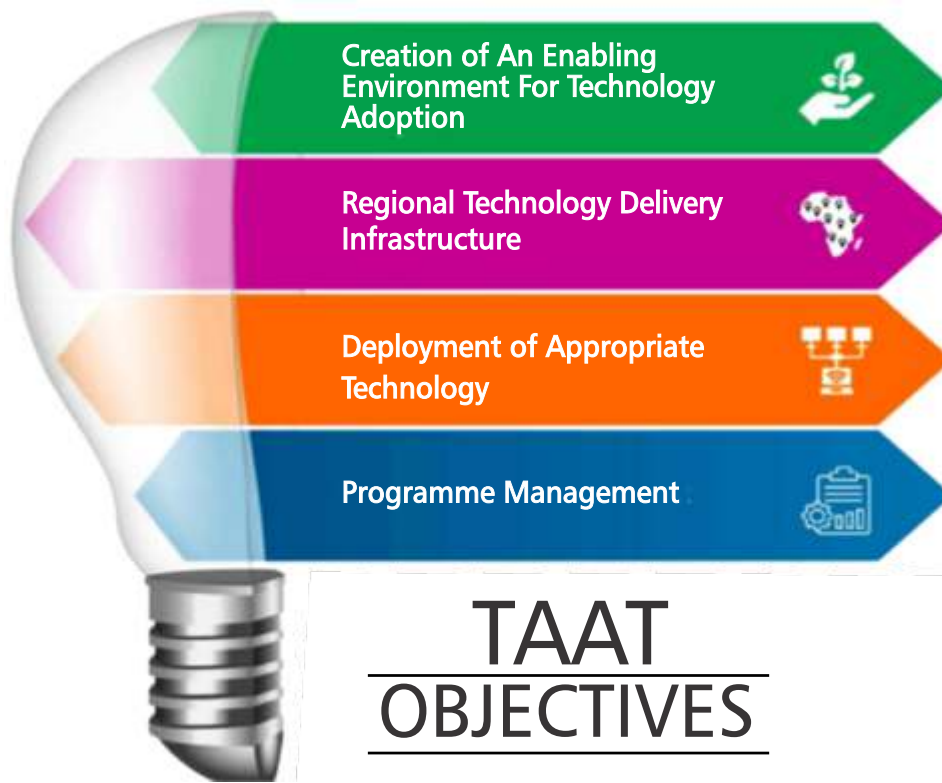 Creation of An Enabling
Environment For Technology
Adoption
Regional Technology Delivery
Infrastructure
Deployment of Appropriate
Technology
Programme Management
TAAT
OBJECTIVES